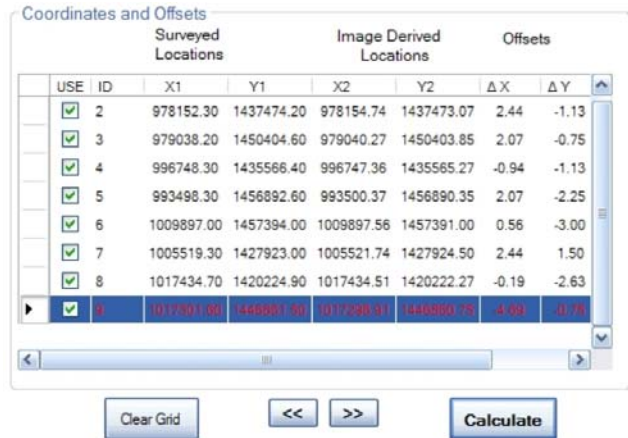 Coordinates and Offsets
Surveyed Locations Image Derived Locations Offsets
USE ID X1 Y1 X2 Y2 Δ X Δ Y
2 978152.30 1437474.20 978154.74 1437473.07 2.44 -1.13
3 979038.20 1450404.60 979040.27 1450403.85 2.07 -0.75
4 996748.30 1435566.40 996747.36 1435565.27 -0.94 -1.13
5 993498.30 1456892.60 993500.37 1456890.35 2.07 -2.25
6 1009897.00 1457394.00 1009897.56 1457391.00 0.56 -3.00
7 1005519.30 1427923.00 1005521.74 1427924.50 2.44 1.50
8 1017434.70 1420224.90 1017434.51 1420222.27 -0.19 -2.63
9 -4.69 -0.75
Clear Grid << >> Calculate